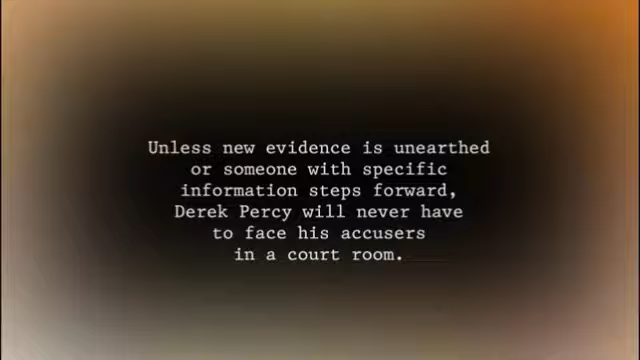 Unless new evidence is unearthed
or someone with specific
information steps forward,
Derek Percy will never have
to face his accusers
in a court room.